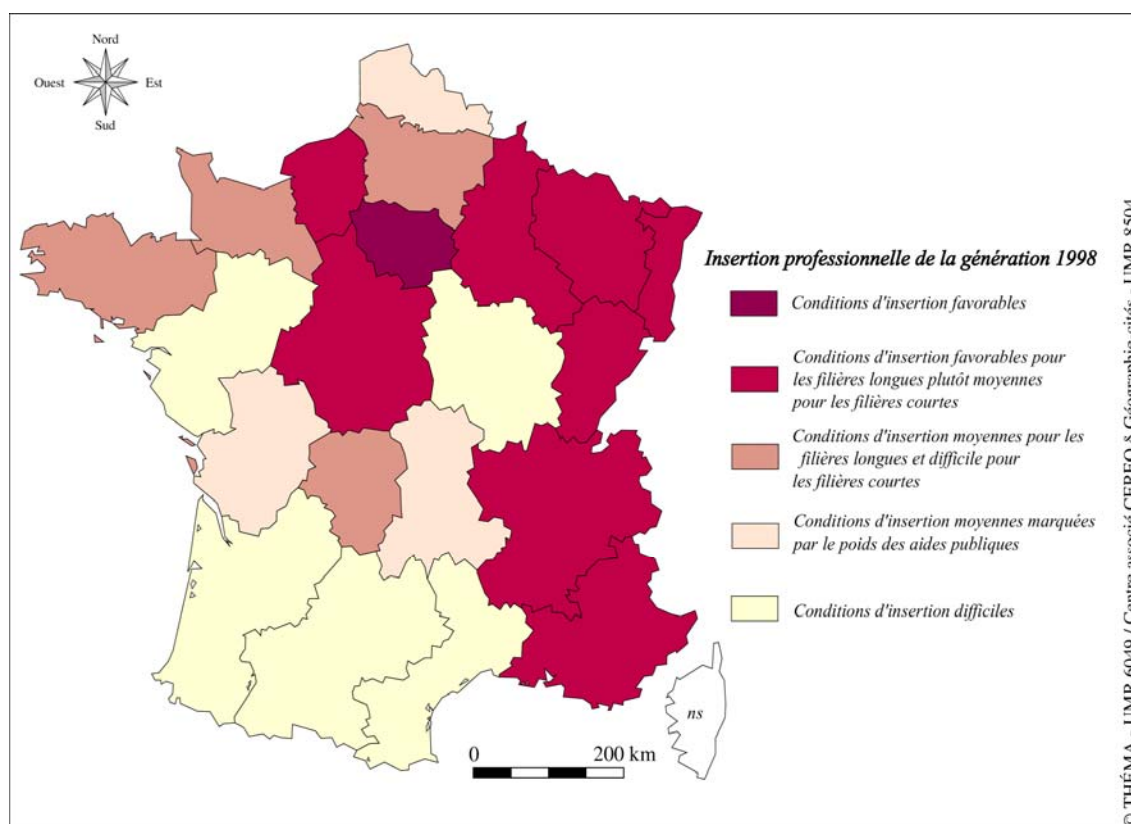 Nord
Ouest
Est
Sud
Insertion professionnelle de la génération 1998
Conditions d'insertion favorables
Conditions d'insertion favorables pour
les filières longues plutôt moyennes
pour les filières courtes
Conditions d'insertion moyennes pour les
filières longues et difficile pour
les filières courtes
Conditions d'insertion moyennes marquées
par le poids des aides publiques
Conditions d'insertion difficiles
ns
0
200 km
© THÉMA - UMR 6049 / Centre associé CEREQ & Géographie-cités - UMR 8504